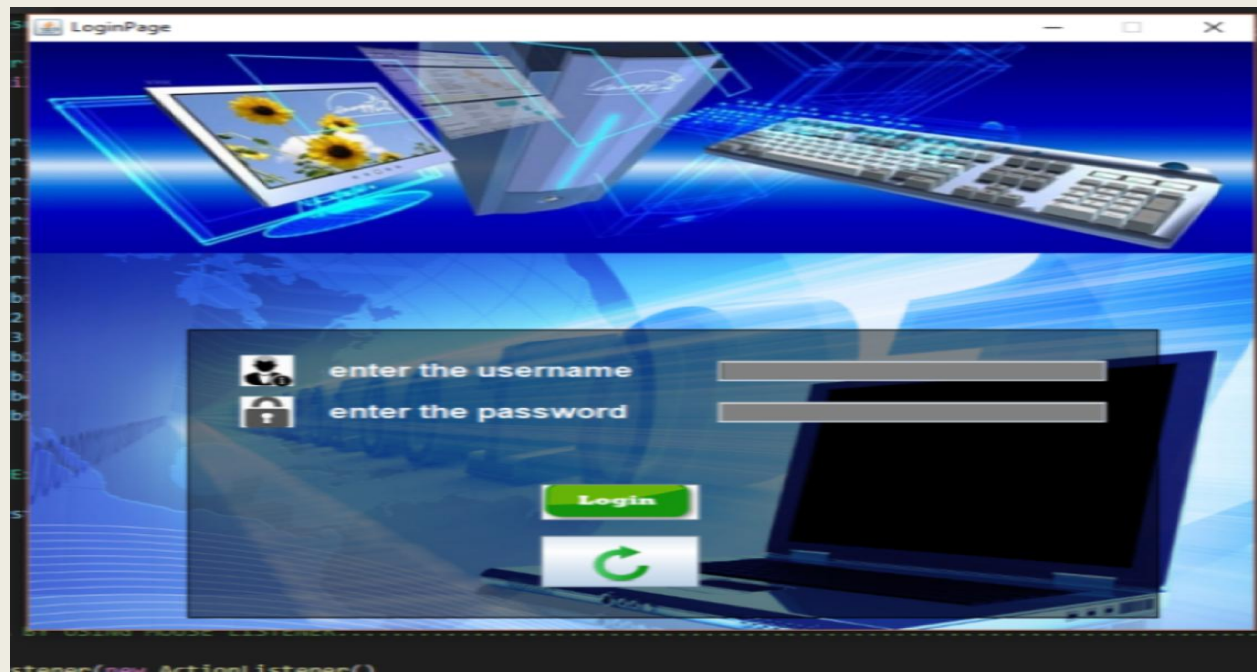 LoginPage
enter the username
enter the password
Login
BY USING MOUSE LISTENER
stener(new ActionListener()